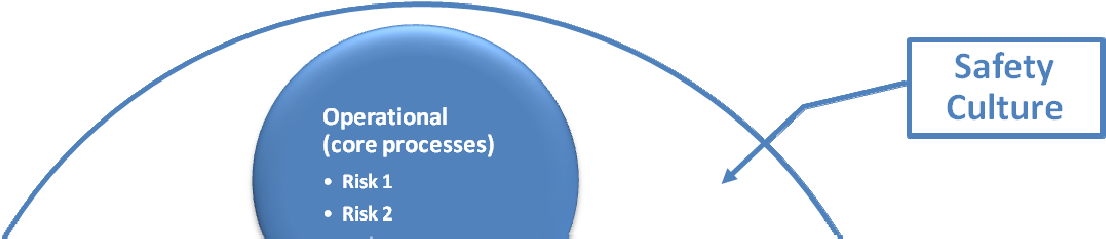 Operational
(core processes)
• Risk 1
• Risk 2
Safety
Culture